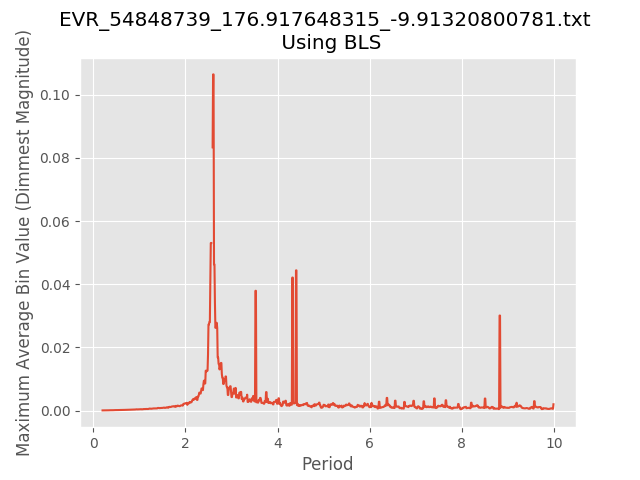 EVR_54848739_176.917648315_-9.91320800781.txt
Using BLS
Maximum Average Bin Value (Dimmest Magnitude)
0.10
0.08
0.06
0.04
0.02
0.00
0 2 4 6 8 10
Period